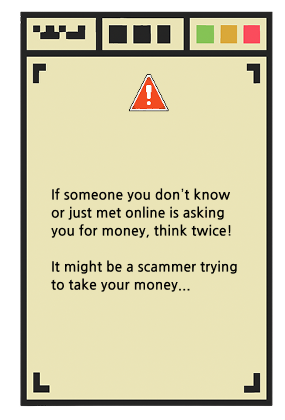 If someone you don't know
or just met online is asking
you for money, think twice!
It might be a scammer trying
to take your money...